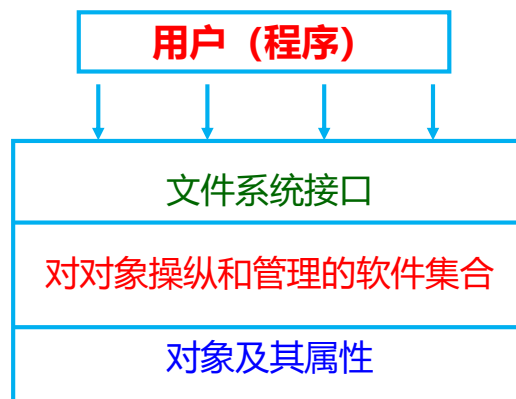 用户（程序）
文件系统接口
对对象操纵和管理的软件集合
对象及其属性